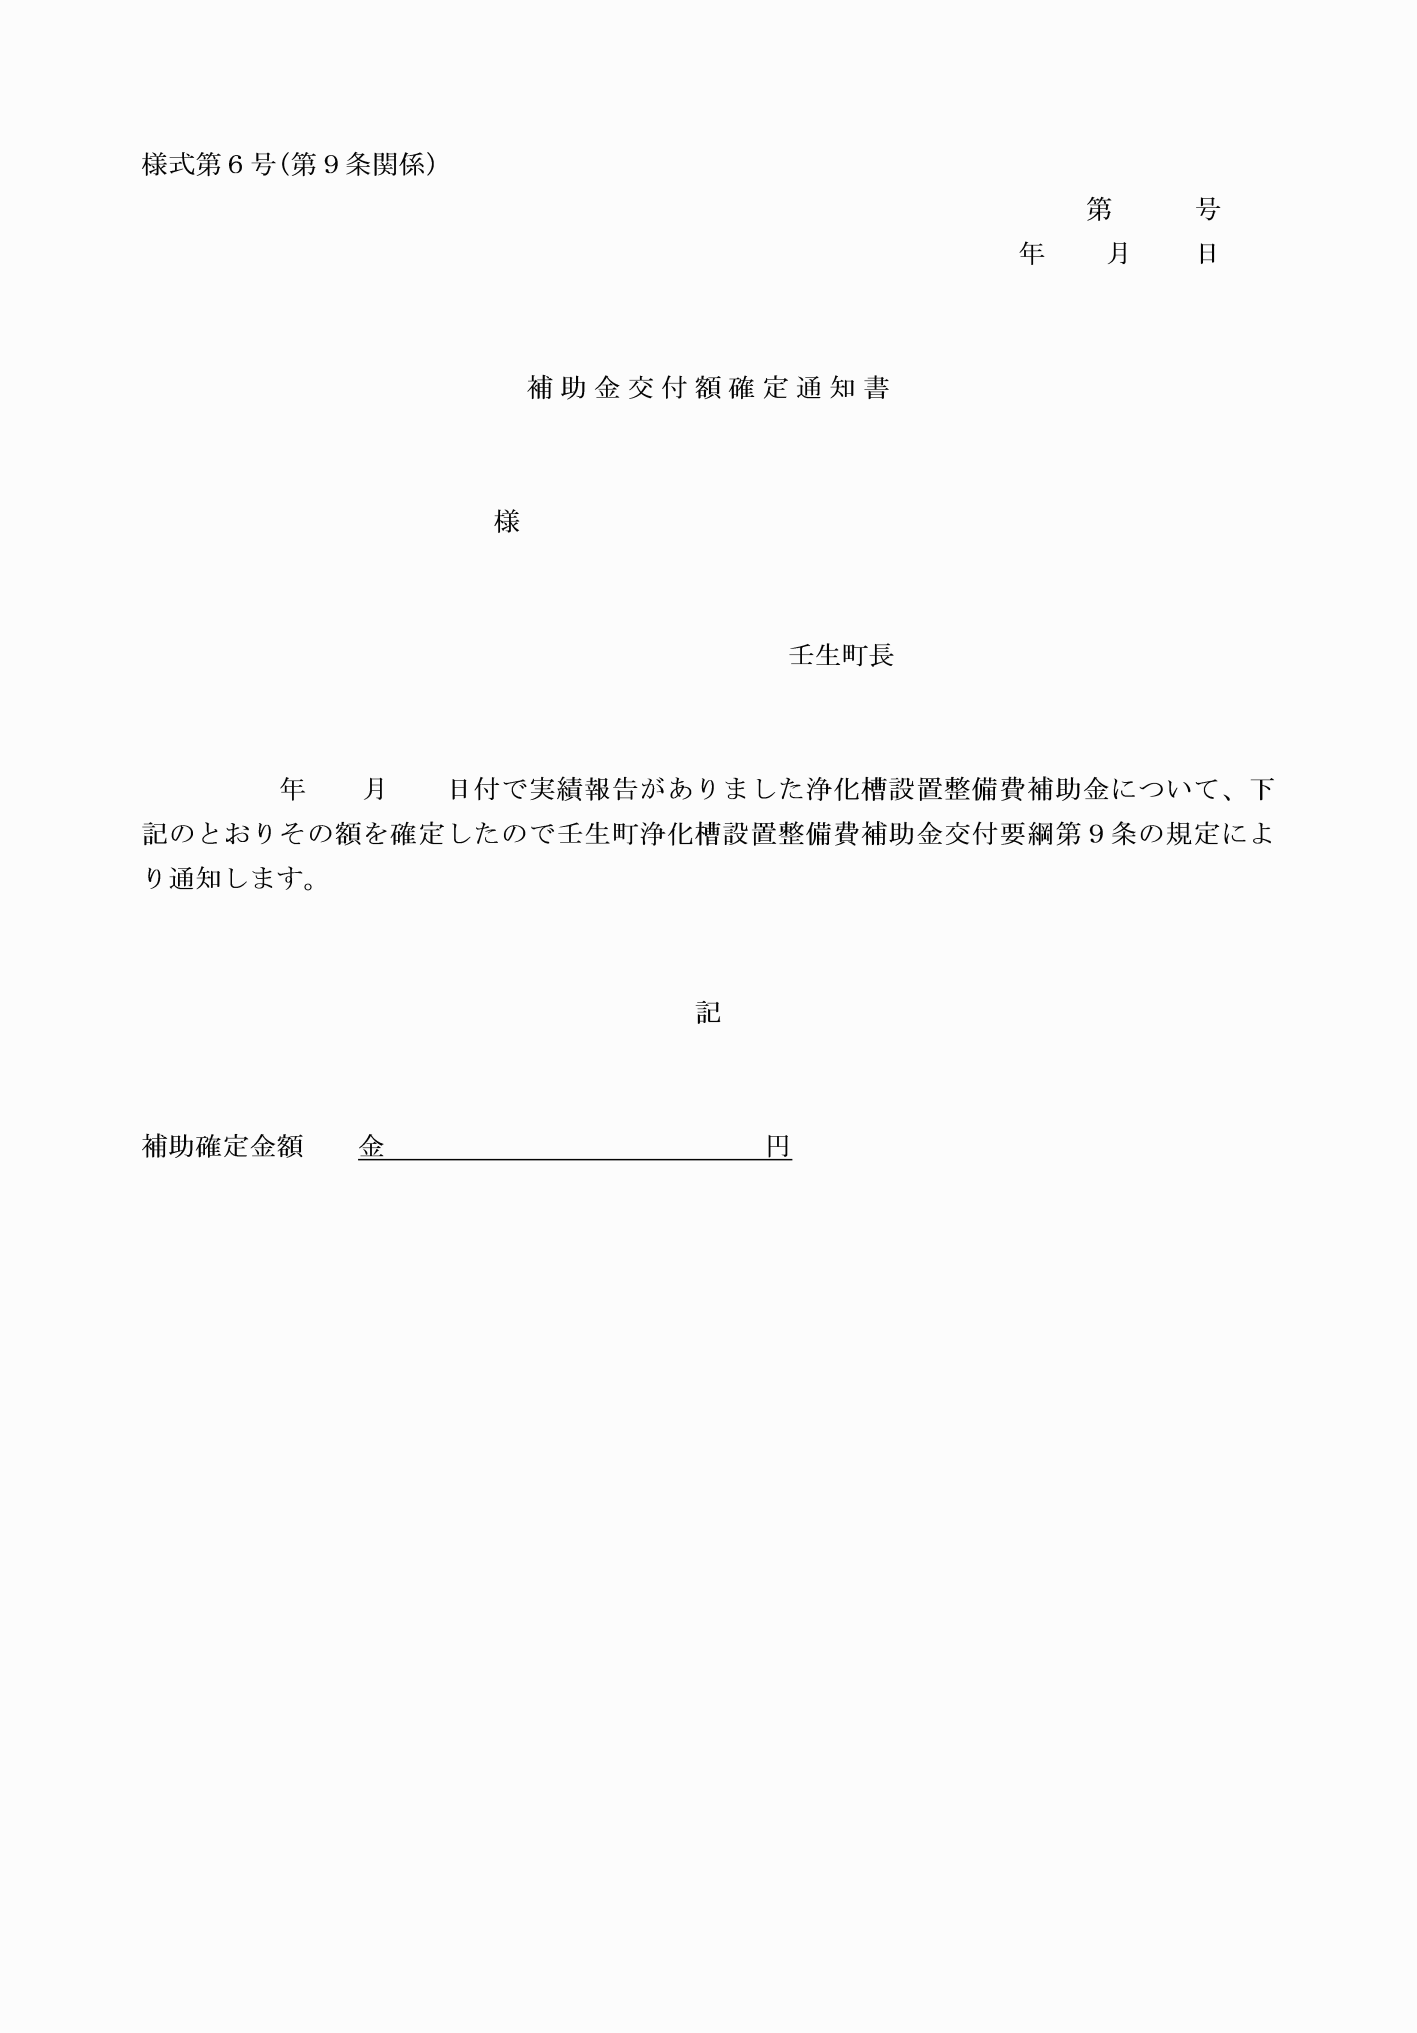 様式第６号(第９条関係)
第　　　号
年　　月　　日
補助金交付額確定通知書
様
壬生町長
年　　月　　日付で実績報告がありました浄化槽設置整備費補助金について、下
記のとおりその額を確定したので壬生町浄化槽設置整備費補助金交付要綱第９条の規定によ
り通知します。
記
補助確定金額　　金　　　　　　　　　　　　　　円